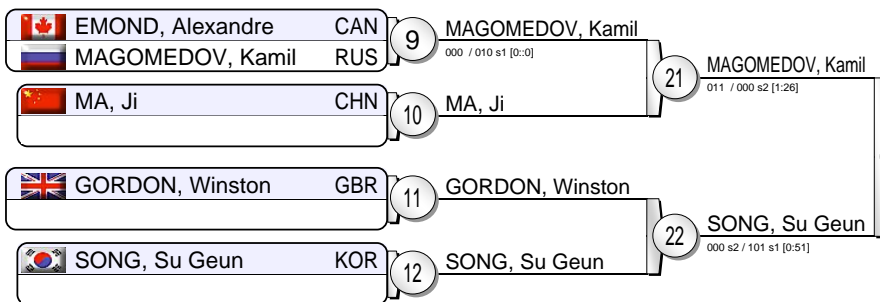 EMOND, Alexandre CAN
MAGOMEDOV, Kamil RUS
9
MAGOMEDOV, Kamil
000 / 010 s1 [0::0]
MA, Ji CHN
10
MA, Ji
21
MAGOMEDOV, Kamil
011 / 000 s2 [1:26]
GORDON, Winston GBR
11
GORDON, Winston
SONG, Su Geun KOR
12
SONG, Su Geun
22
SONG, Su Geun
000 s2 / 101 s1 [0:51]